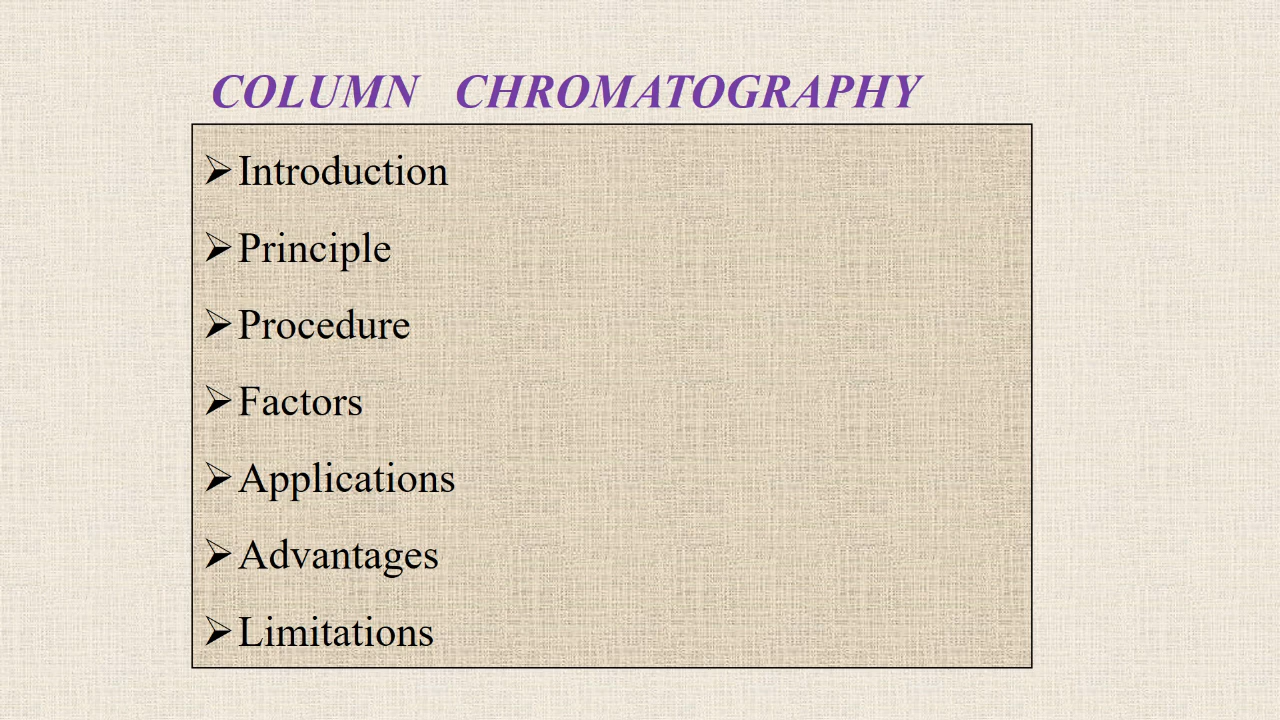 COLUMN CHROMATOGRAPHY
➢Introduction
➢Principle
➢Procedure
➢Factors
➢Applications
➢Advantages
➢Limitations